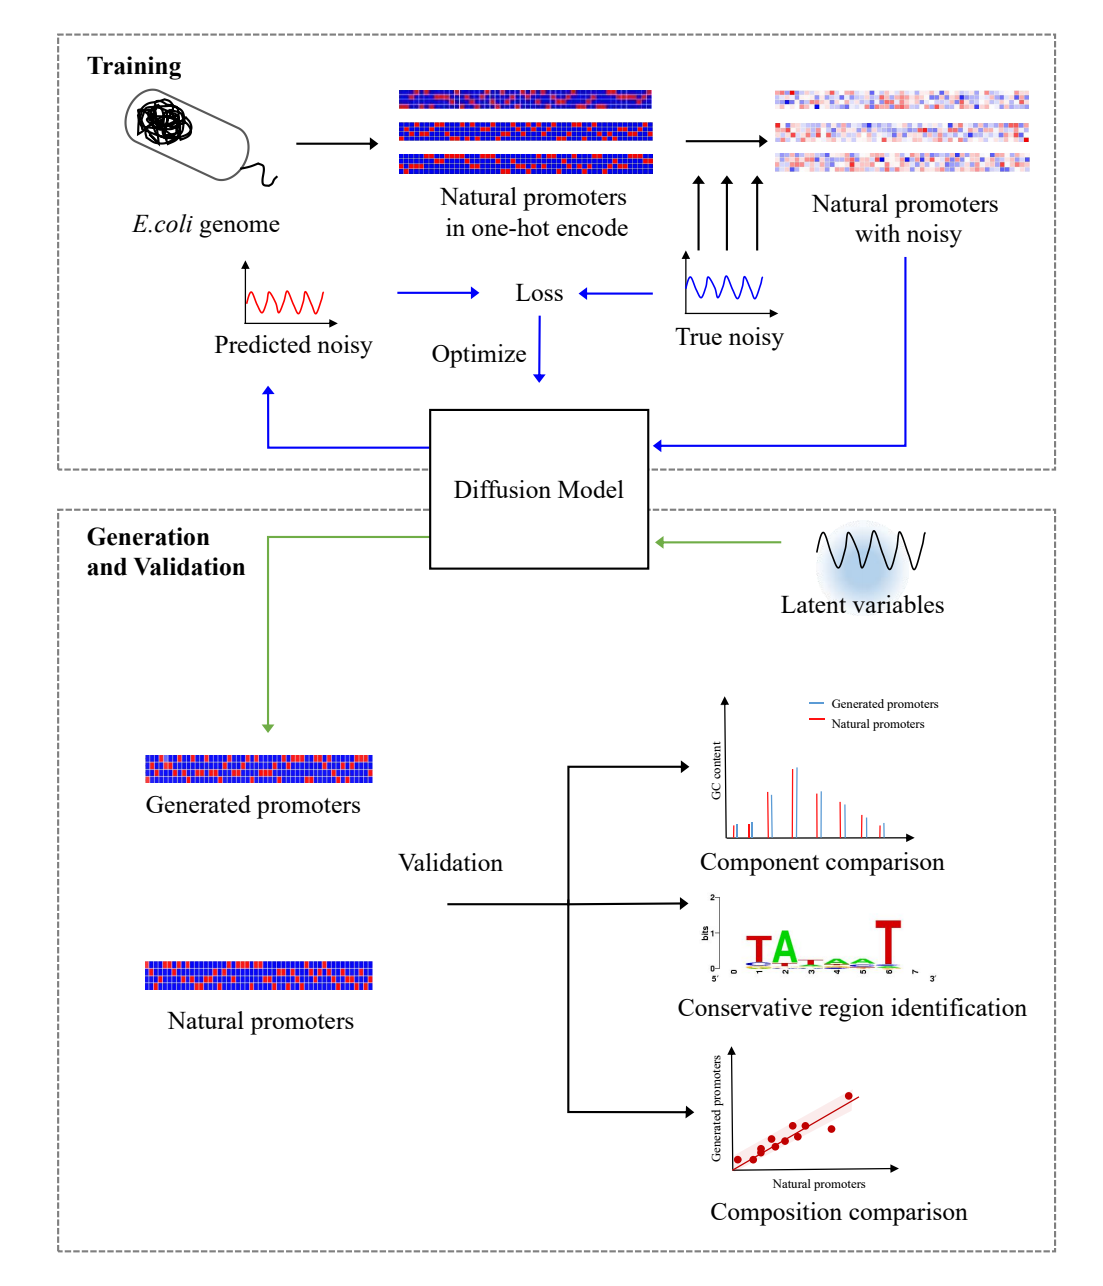 Training
E.coli genome
Natural promoters
in one-hot encode
Natural promoters
with noisy
Predicted noisy
Loss
True noisy
Optimize
Diffusion Model
Generation
and Validation
Latent variables
Generated promoters
Natural promoters
Validation
Generated promoters
Natural promoters
GC content
Component comparison
2
1
0
bits
TATAAT
5'
0 1 2 3 4 5 6 7
3'
Conservative region identification
Generated promoters
Natural promoters
Composition comparison